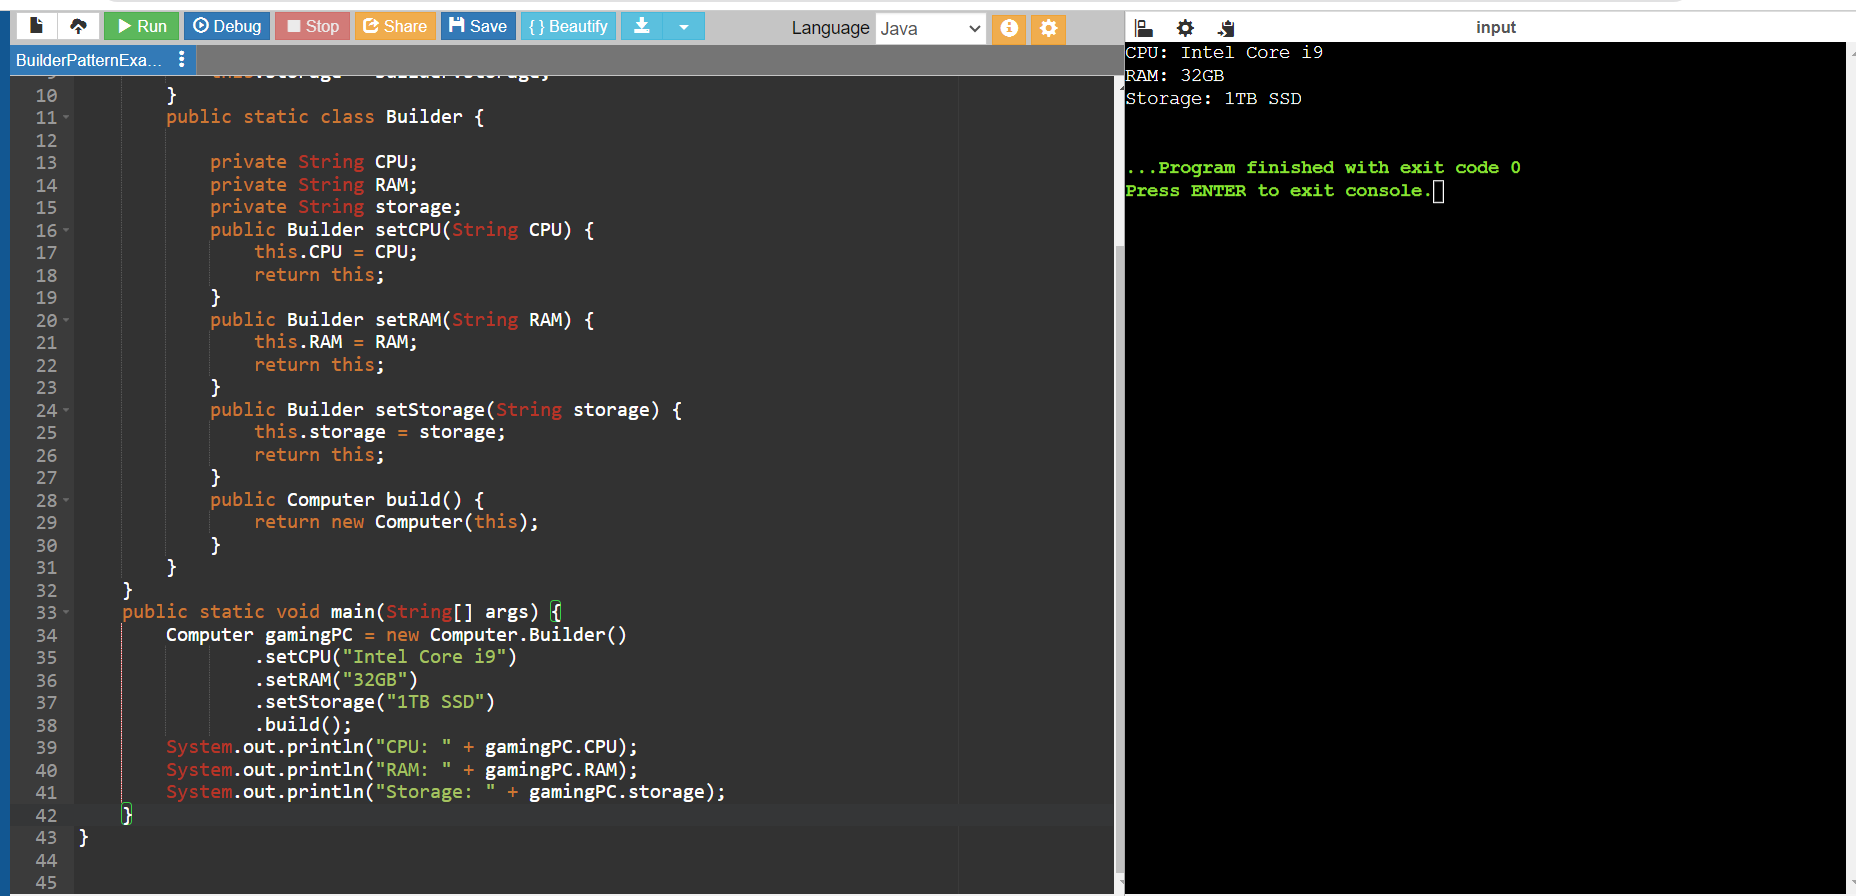 Run Debug Stop Share Save { } Beautify Language Java
input
BuilderPatternExa...
10 }
11 public static class Builder {
12
13 private String CPU;
14 private String RAM;
15 private String storage;
16 public Builder setCPU(String CPU) {
17 this.CPU = CPU;
18 return this;
19 }
20 public Builder setRAM(String RAM) {
21 this.RAM = RAM;
22 return this;
23 }
24 public Builder setStorage(String storage) {
25 this.storage = storage;
26 return this;
27 }
28 public Computer build() {
29 return new Computer(this);
30 }
31 }
32 }
33 public static void main(String[] args) {
34 Computer gamingPC = new Computer.Builder()
35 .setCPU("Intel Core i9")
36 .setRAM("32GB")
37 .setStorage("1TB SSD")
38 .build();
39 System.out.println("CPU: " + gamingPC.CPU);
40 System.out.println("RAM: " + gamingPC.RAM);
41 System.out.println("Storage: " + gamingPC.storage);
42 }
43 }
44
45
CPU: Intel Core i9
RAM: 32GB
Storage: 1TB SSD
...Program finished with exit code 0
Press ENTER to exit console.